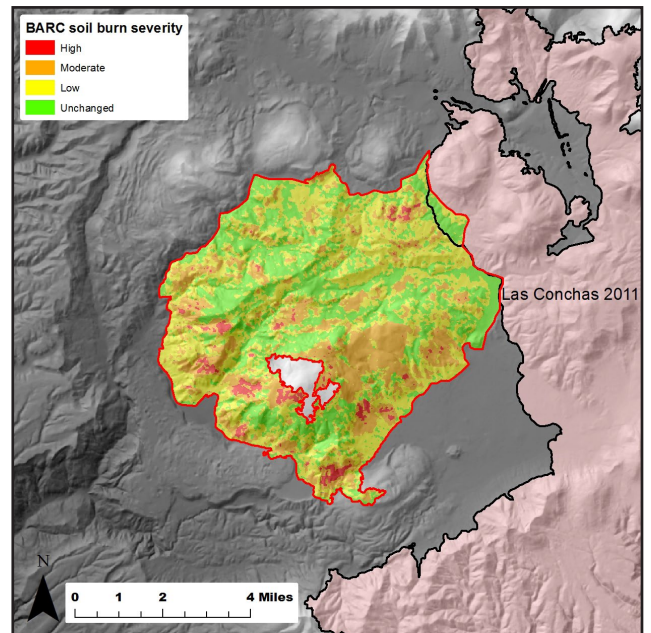 BARC soil burn severity
High
Moderate
Low
Unchanged
Las Conchas 2011
N
0 1 2 4 Miles